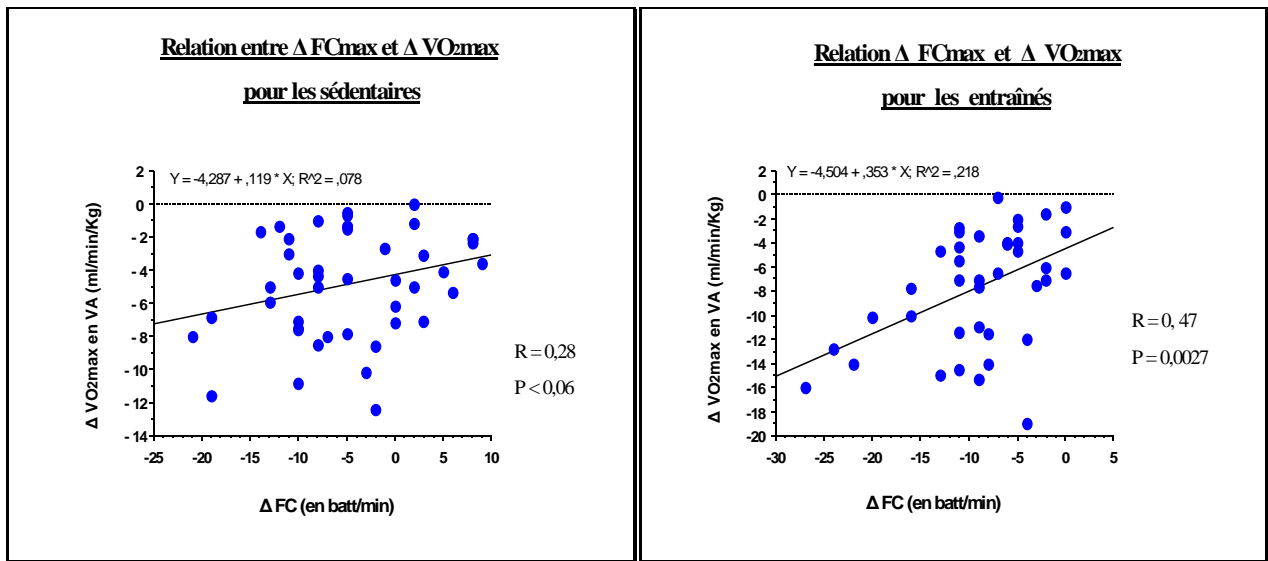 Relation entre Δ FCmax et Δ VO2max
pour les sédentaires
Y = -4,287 + ,119 * X; R^2 = ,078
2
0
-2
-4
-6
-8
-10
-12
-14
-25
-20
-15
-10
-5
0
5
10
Δ VO2max en VA (ml/min/Kg)
Δ FC (en batt/min)
R = 0,28
P < 0,06
Relation Δ FCmax et Δ VO2max
pour les entraînés
Y = -4,504 + ,353 * X; R^2 = ,218
2
0
-2
-4
-6
-8
-10
-12
-14
-16
-18
-20
-30
-25
-20
-15
-10
-5
0
5
Δ VO2max en VA (ml/min/Kg)
Δ FC (en batt/min)
R = 0, 47
P = 0,0027